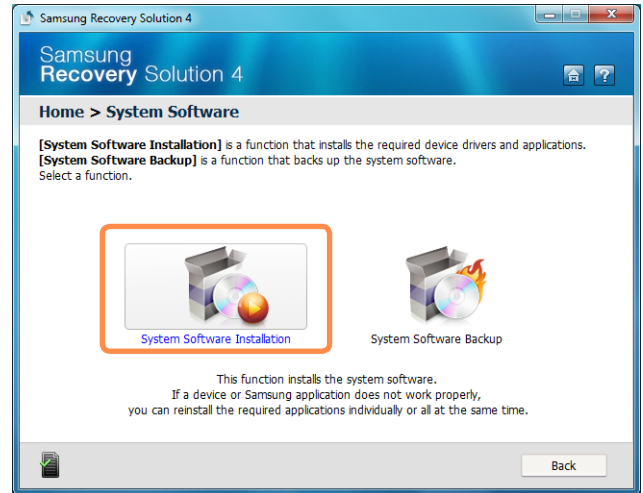 Samsung Recovery Solution 4
Samsung
Recovery Solution 4
Home > System Software
[System Software Installation] is a function that installs the required device drivers and applications.
[System Software Backup] is a function that backs up the system software.
Select a function.
System Software Installation
System Software Backup
This function installs the system software.
If a device or Samsung application does not work properly,
you can reinstall the required applications individually or all at the same time.
Back